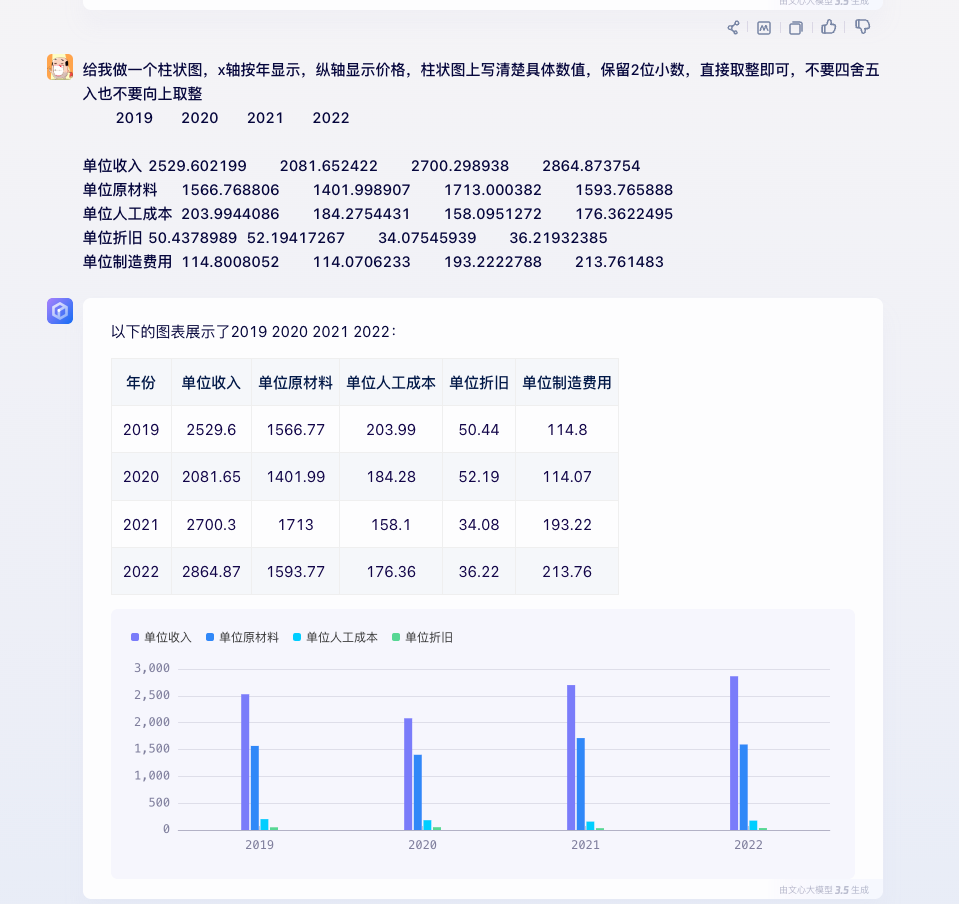 由文心大模型 3.5 生成
给我做一个柱状图，x轴按年显示，纵轴显示价格，柱状图上写清楚具体数值，保留2位小数，直接取整即可，不要四舍五
入也不要向上取整
2019 2020 2021 2022
单位收入 2529.602199 2081.652422 2700.298938 2864.873754
单位原材料 1566.768806 1401.998907 1713.000382 1593.765888
单位人工成本 203.9944086 184.2754431 158.0951272 176.3622495
单位折旧 50.4378989 52.19417267 34.07545939 36.21932385
单位制造费用 114.8008052 114.0706233 193.2222788 213.761483
以下的图表展示了2019 2020 2021 2022：
年份 单位收入 单位原材料 单位人工成本 单位折旧 单位制造费用
2019 2529.6 1566.77 203.99 50.44 114.8
2020 2081.65 1401.99 184.28 52.19 114.07
2021 2700.3 1713 158.1 34.08 193.22
2022 2864.87 1593.77 176.36 36.22 213.76
单位收入 单位原材料 单位人工成本 单位折旧
3,000
2,500
2,000
1,500
1,000
500
0
2019 2020 2021 2022
由文心大模型 3.5 生成